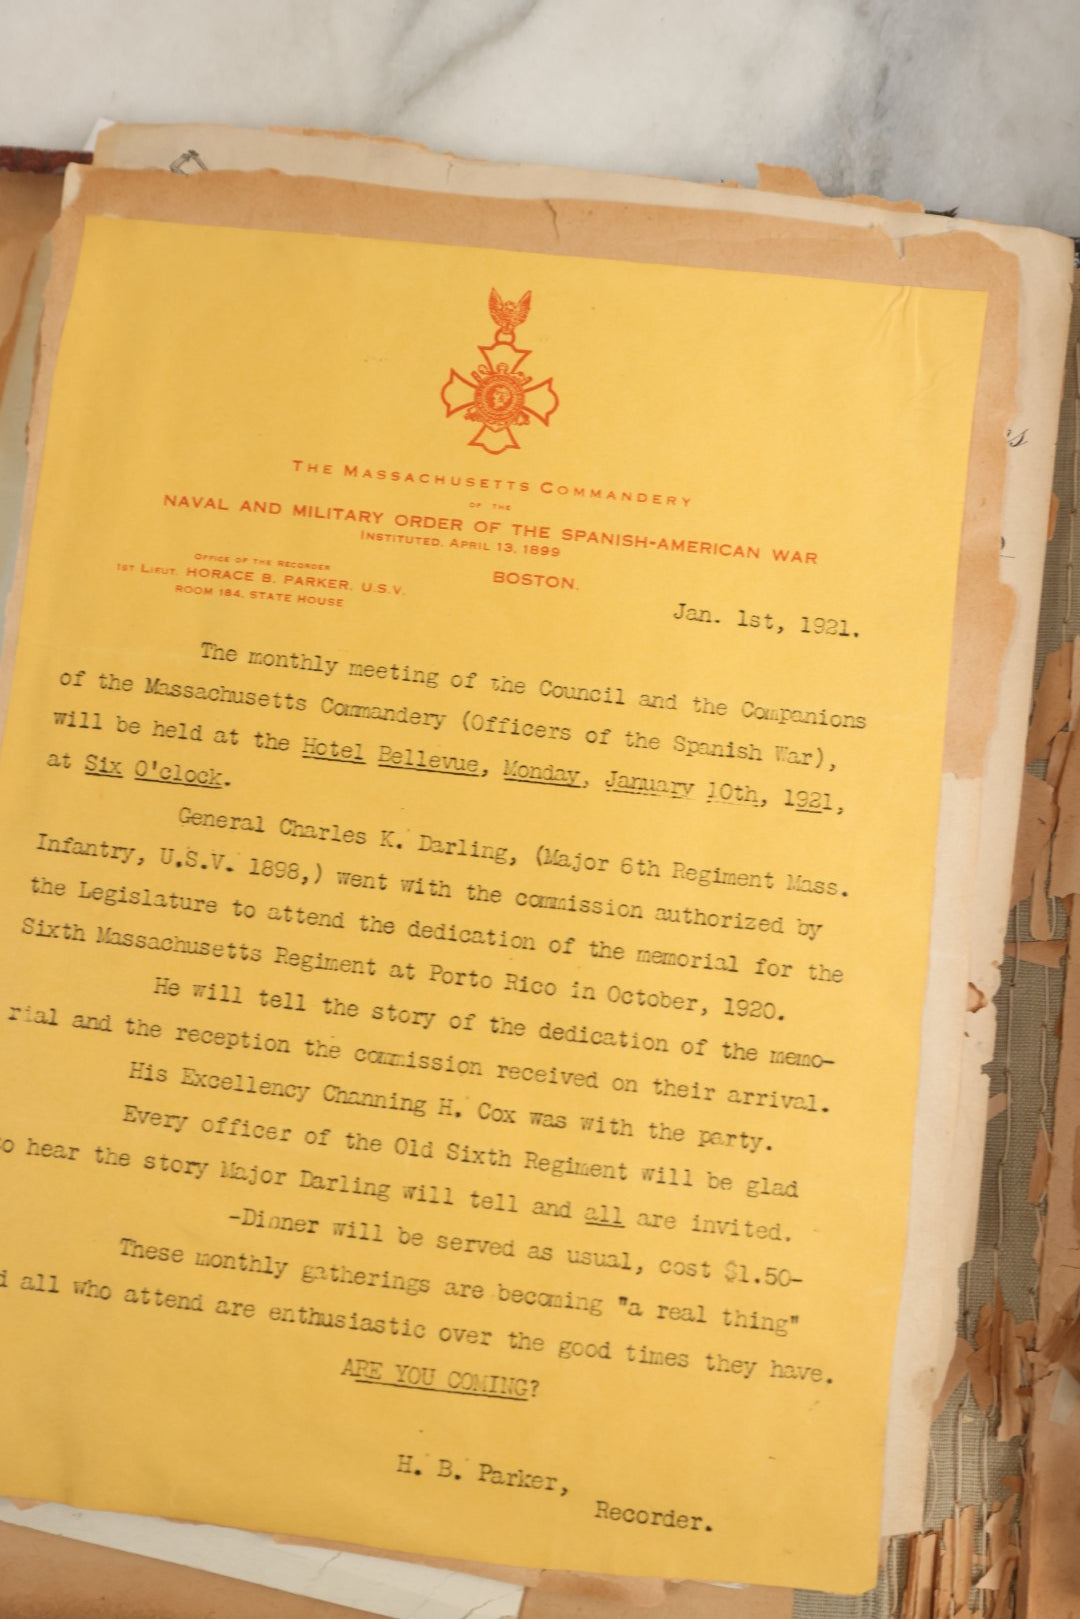 THE MASSACHUSETTS COMMANDERY
OF THE
NAVAL AND MILITARY ORDER OF THE SPANISH-AMERICAN WAR
INSTITUTED, APRIL 13, 1899
OFFICE OF THE RECORDER
1ST LIEUT. HORACE B. PARKER, U.S.V.
ROOM 184, STATE HOUSE
BOSTON.
Jan. 1st, 1921.
The monthly meeting of the Council and the Companions
of the Massachusetts Commandery (Officers of the Spanish War),
will be held at the Hotel Bellevue, Monday, January 10th, 1921,
at Six O'clock.
General Charles K. Darling, (Major 6th Regiment Mass.
Infantry, U.S.V. 1898,) went with the commission authorized by
the Legislature to attend the dedication of the memorial for the
Sixth Massachusetts Regiment at Porto Rico in October, 1920.
He will tell the story of the dedication of the memo-
rial and the reception the commission received on their arrival.
His Excellency Channing H. Cox was with the party.
Every officer of the Old Sixth Regiment will be glad
to hear the story Major Darling will tell and all are invited.
-Dinner will be served as usual, cost $1.50-
These monthly gatherings are becoming "a real thing"
all who attend are enthusiastic over the good times they have.
ARE YOU COMING?
H. B. Parker,
Recorder.